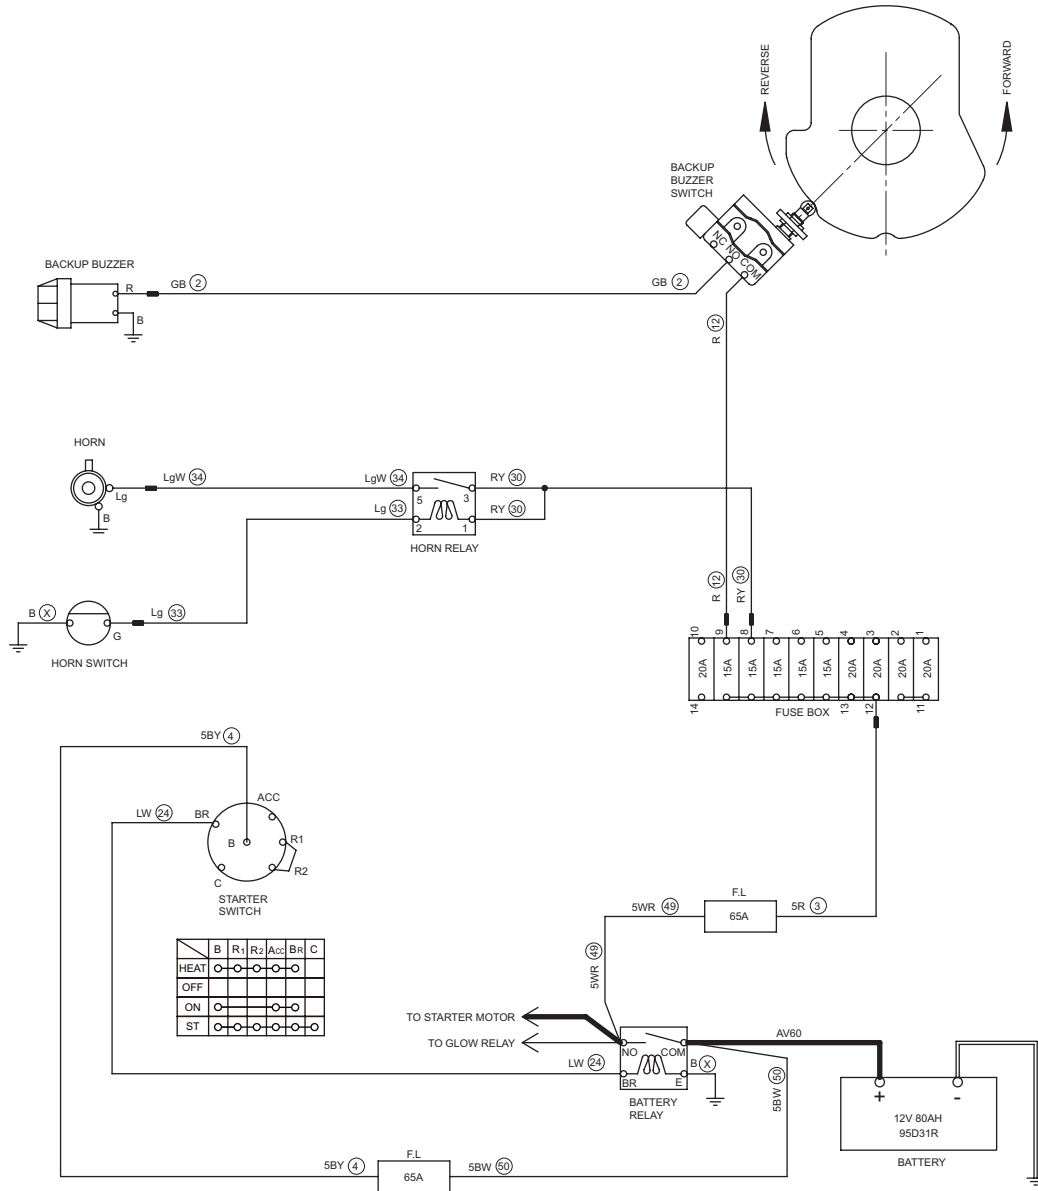 REVERSE
FORWARD
BACKUP
BUZZER
SWITCH
NC NO COM
BACKUP BUZZER
R
GB 2
GB 2
B
R 12
HORN
LgW 34
LgW 34
RY 30
Lg
5
3
B
Lg 33
RY 30
2
1
HORN RELAY
B X
Lg 33
G
HORN SWITCH
R 12
RY 30
10 9 8 7 6 5 4 3 2 1
20A 15A 15A 15A 15A 15A 20A 20A 20A 20A
14 13 12 11
FUSE BOX
5BY 4
ACC
LW 24
BR
B
R1
R2
C
STARTER
SWITCH
F.L
5WR 49
65A
5R 3
B R1 R2 Acc BR C
HEAT
OFF
ON
ST
5WR 49
TO STARTER MOTOR
TO GLOW RELAY
NO
COM
AV60
LW 24
B X
BR
E
5BW 50
BATTERY
RELAY
+
-
12V 80AH
95D31R
BATTERY
F.L
5BY 4
65A
5BW 50